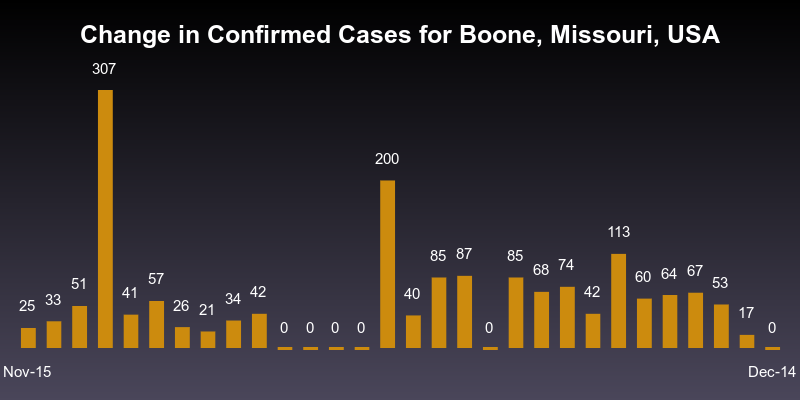 Change in Confirmed Cases for Boone, Missouri, USA
307
200
113
85 87 85 68 74 60 64 67
25 33 51 41 57 26 21 34 42 0 0 0 0 40 0 42 53 17 0
Nov-15 Dec-14